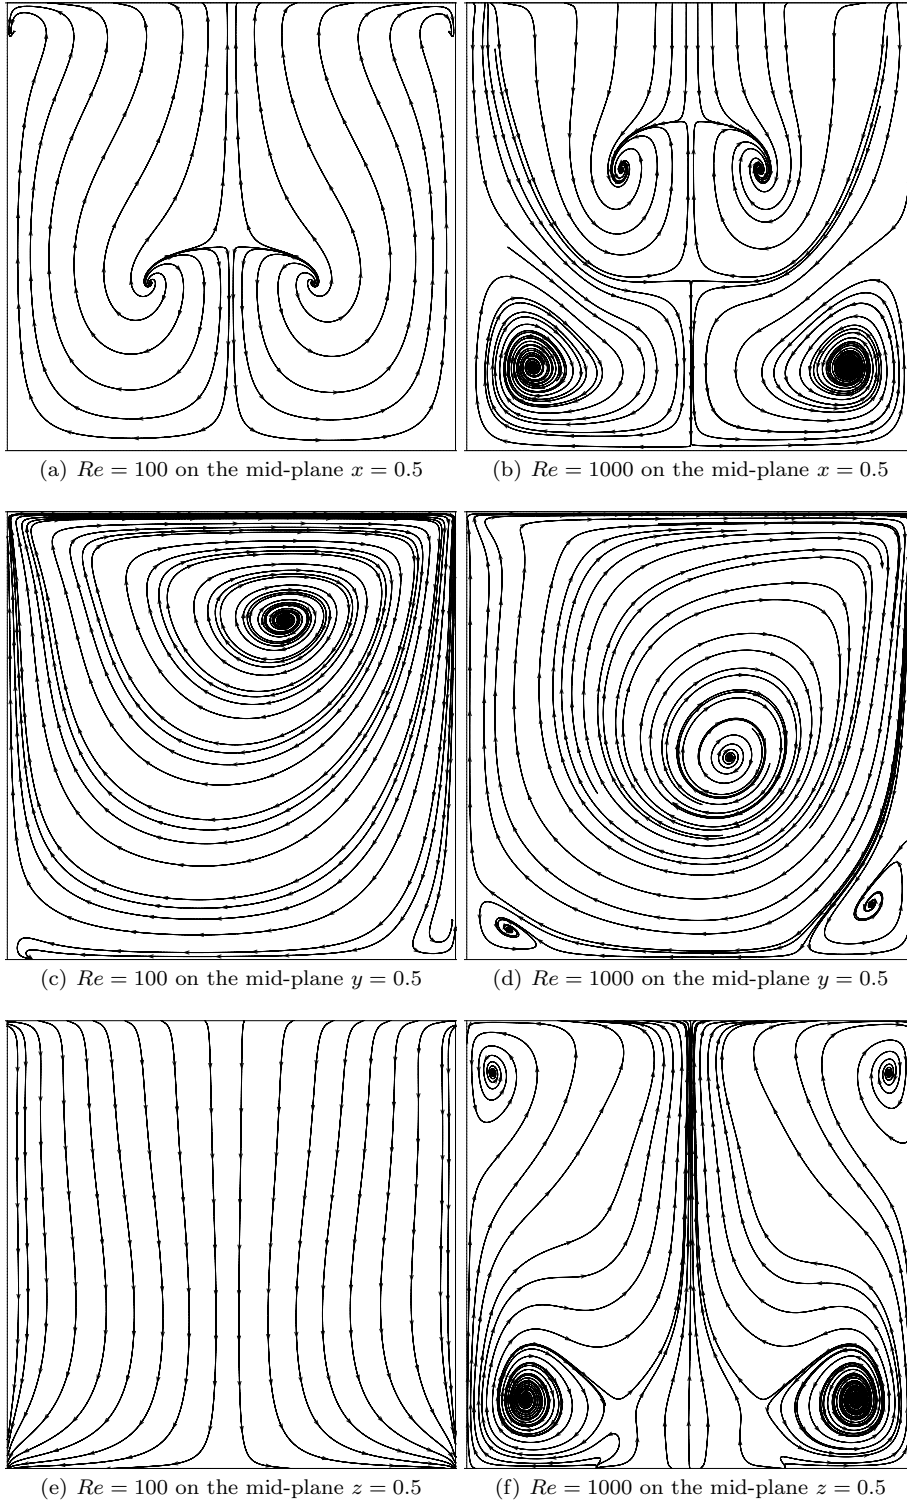 (a) Re = 100 on the mid-plane x = 0.5
(b) Re = 1000 on the mid-plane x = 0.5
(c) Re = 100 on the mid-plane y = 0.5
(d) Re = 1000 on the mid-plane y = 0.5
(e) Re = 100 on the mid-plane z = 0.5
(f) Re = 1000 on the mid-plane z = 0.5